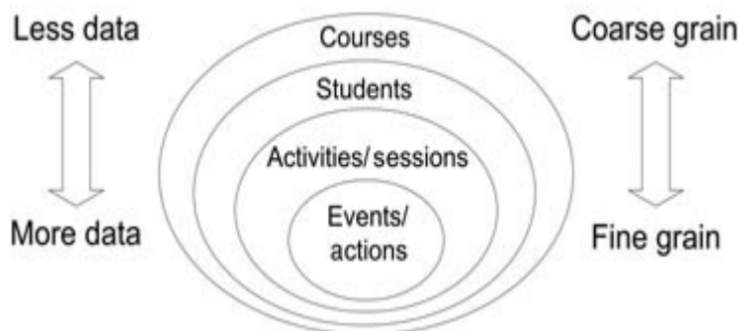 Less data
Courses
Coarse grain
Students
Activities/ sessions
More data
Events/
actions
Fine grain